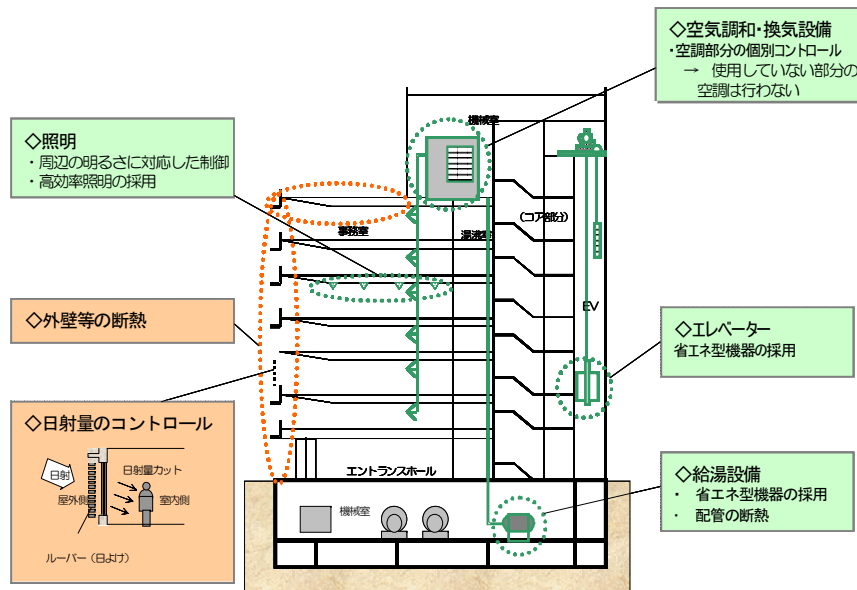 ◇空気調和・換気設備
・空調部分の個別コントロール
→ 使用していない部分の
空調は行わない
◇照明
・周辺の明るさに対応した制御
・高効率照明の採用
機械室
事務室
湯沸室
(コア部分)
EV
◇外壁等の断熱
◇エレベーター
省エネ型機器の採用
◇日射量のコントロール
日射
日射量カット
屋外側
室内側
ルーバー(日よけ)
エントランスホール
機械室
◇給湯設備
・ 省エネ型機器の採用
・ 配管の断熱